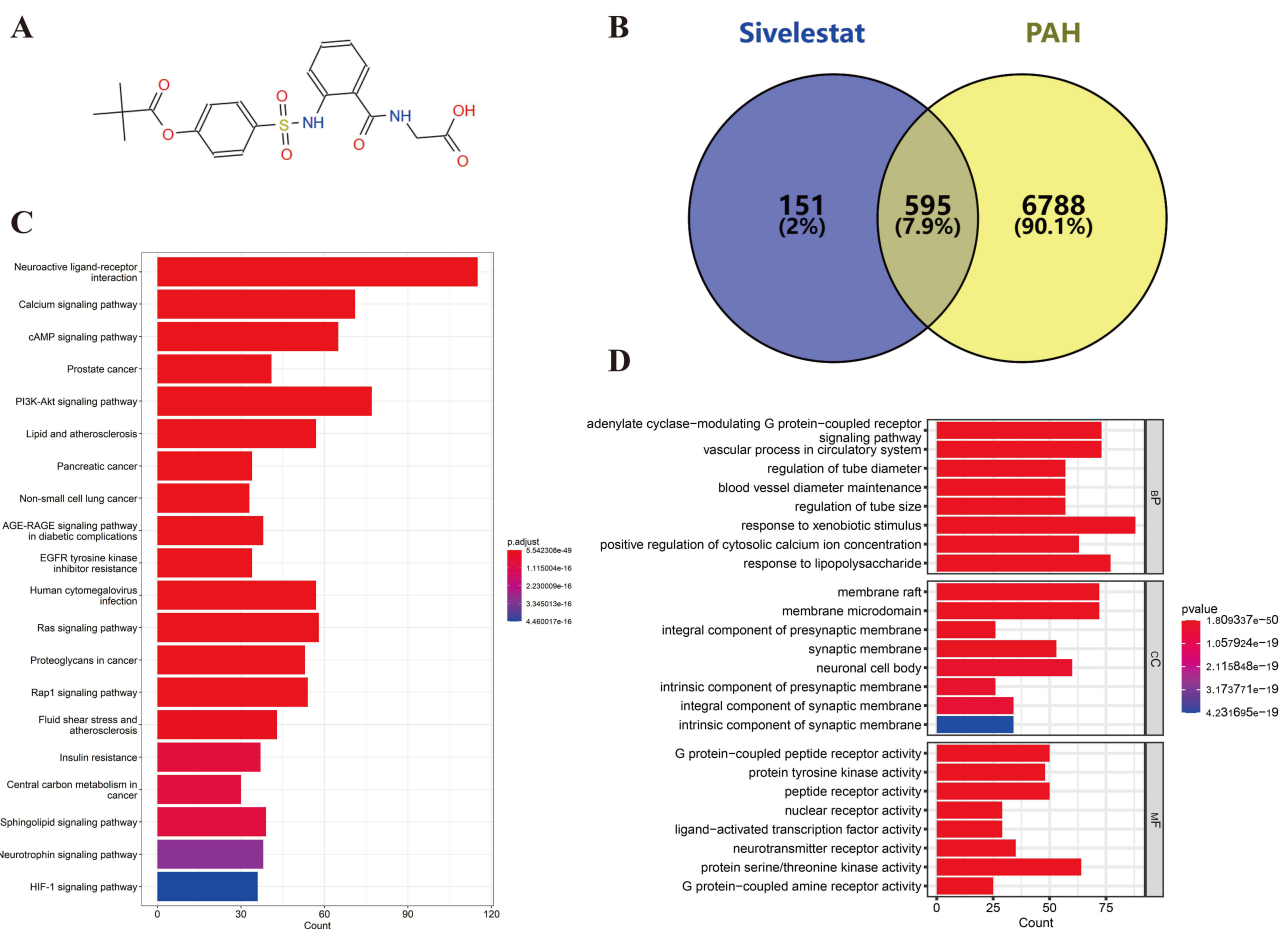 A
O
O
O
S
O
NH
O
NH
OH
O
B
Sivelestat
PAH
151
(2%)
595
(7.9%)
6788
(90.1%)
C
Neuroactive ligand-receptor
interaction
Calcium signaling pathway
cAMP signaling pathway
Prostate cancer
PI3K-Akt signaling pathway
Lipid and atherosclerosis
Pancreatic cancer
Non-small cell lung cancer
AGE-RAGE signaling pathway
in diabetic complications
EGFR tyrosine kinase
inhibitor resistance
Human cytomegalovirus
infection
Ras signaling pathway
Proteoglycans in cancer
Rap1 signaling pathway
Fluid shear stress and
atherosclerosis
Insulin resistance
Central carbon metabolism in
cancer
Sphingolipid signaling pathway
Neurotrophin signaling pathway
HIF-1 signaling pathway
0
30
60
90
120
Count
p.adjust
5.542308e-49
1.115004e-16
2.230009e-16
3.345013e-16
4.460017e-16
D
adenylate cyclase−modulating G protein−coupled receptor
signaling pathway
vascular process in circulatory system
regulation of tube diameter
blood vessel diameter maintenance
regulation of tube size
response to xenobiotic stimulus
positive regulation of cytosolic calcium ion concentration
response to lipopolysaccharide
BP
membrane raft
membrane microdomain
integral component of presynaptic membrane
synaptic membrane
neuronal cell body
intrinsic component of presynaptic membrane
integral component of synaptic membrane
intrinsic component of synaptic membrane
CC
G protein−coupled peptide receptor activity
protein tyrosine kinase activity
peptide receptor activity
nuclear receptor activity
ligand−activated transcription factor activity
neurotransmitter receptor activity
protein serine/threonine kinase activity
G protein−coupled amine receptor activity
MF
0
25
50
75
Count
pvalue
1.809337e−50
1.057924e−19
2.115848e−19
3.173771e−19
4.231695e−19